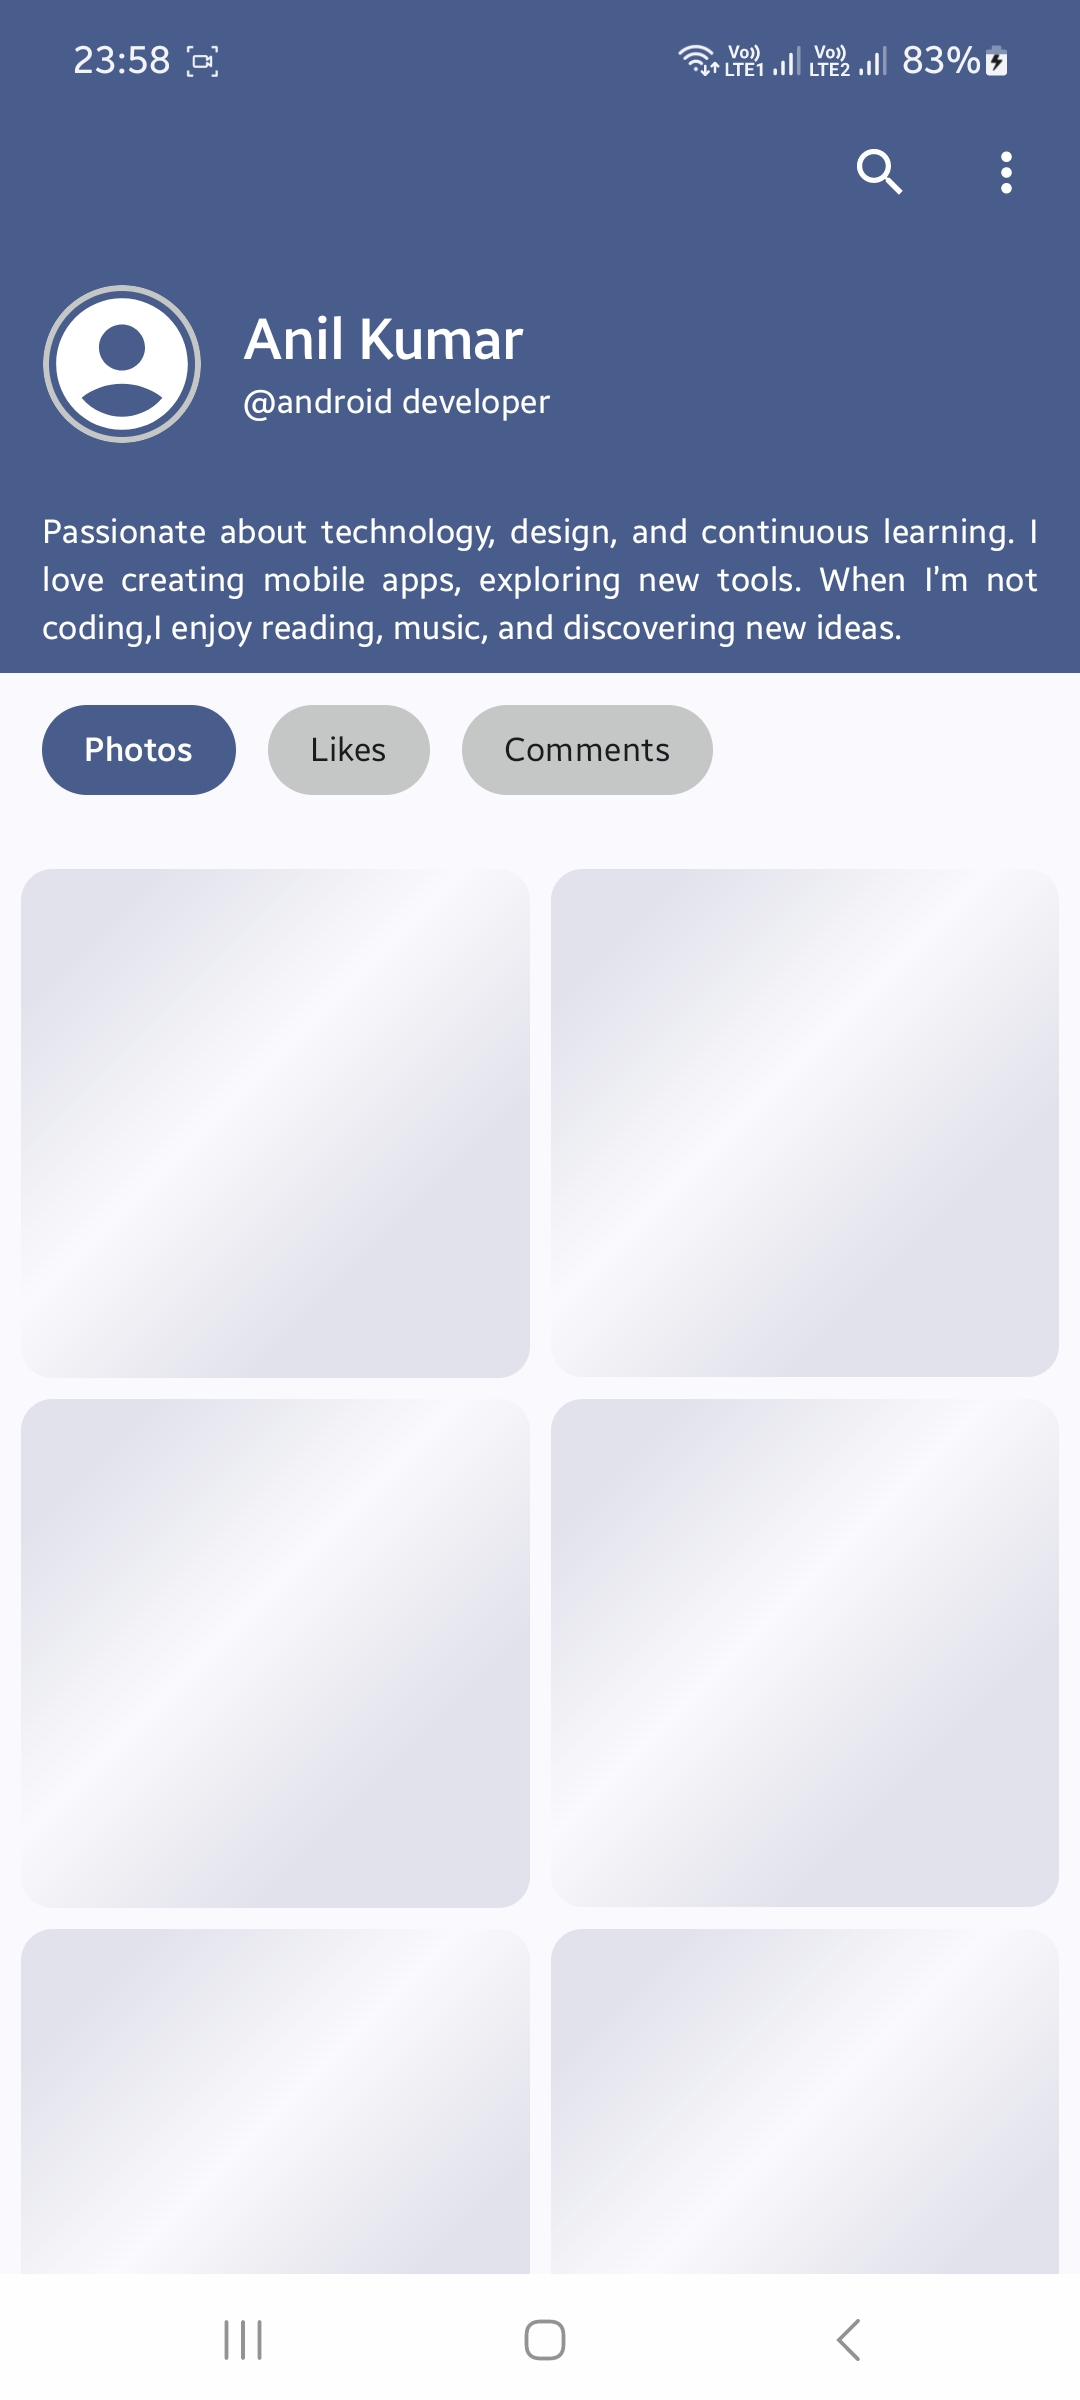 23:58
Vo)) LTE1 Vo)) LTE2 83%
Anil Kumar
@android developer
Passionate about technology, design, and continuous learning. I
love creating mobile apps, exploring new tools. When I'm not
coding,I enjoy reading, music, and discovering new ideas.
Photos Likes Comments